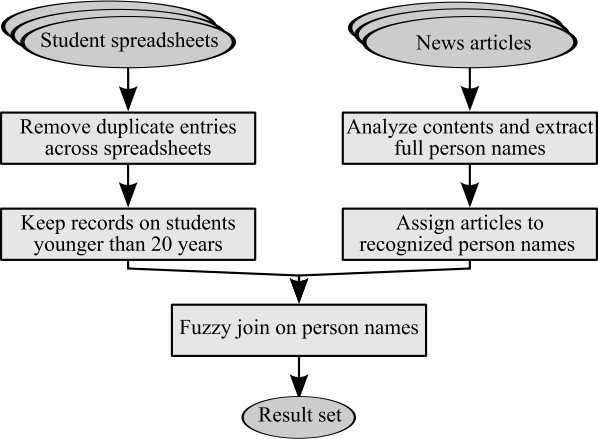 Student spreadsheets
News articles
Remove duplicate entries
across spreadsheets
Analyze contents and extract
full person names
Keep records on students
younger than 20 years
Assign articles to
recognized person names
Fuzzy join on person names
Result set